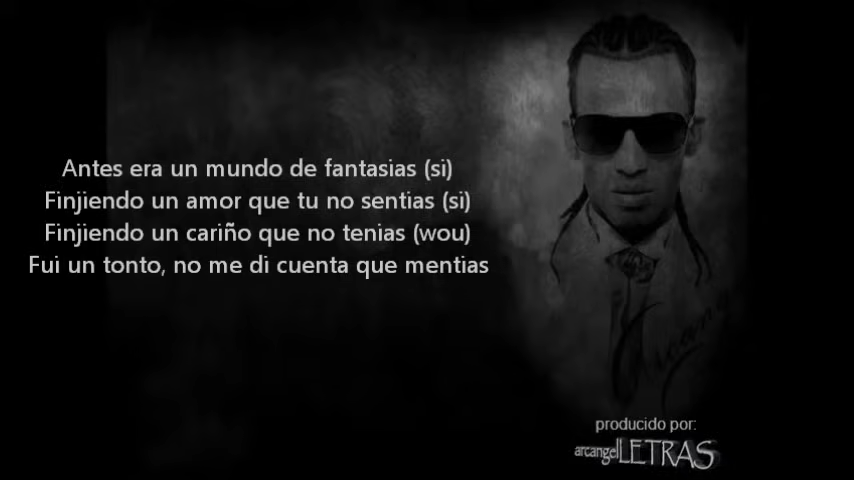 Antes era un mundo de fantasias (si)
Finjiendo un amor que tu no sentias (si)
Finjiendo un cariño que no tenias (wou)
Fui un tonto, no me di cuenta que mentias
producido por:
arcangelLETRAS